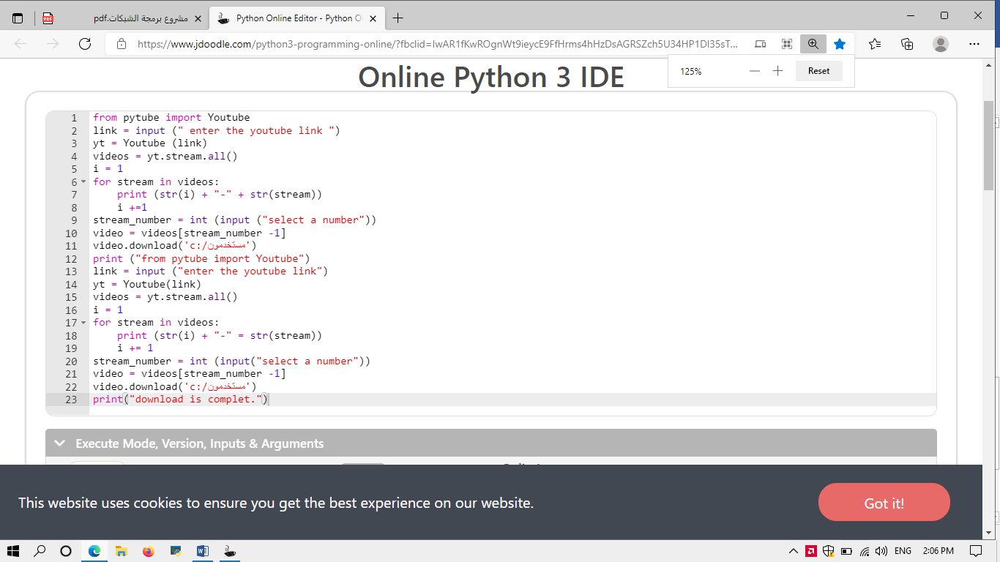 مشروع برمجة الشبكات.pdf
Python Online Editor - Python O
https://www.jdoodle.com/python3-programming-online/?fbclid=IwAR1fKwROgnWt9ieycE9FfHrms4hHzDsAGRSZch5U34HP1DI35sT...
125%
Reset
Online Python 3 IDE
1 from pytube import Youtube
2 link = input (" enter the youtube link ")
3 yt = Youtube (link)
4 videos = yt.stream.all()
5 i = 1
6 for stream in videos:
7 print (str(i) + "-" + str(stream))
8 i +=1
9 stream_number = int (input ("select a number"))
10 video = videos[stream_number -1]
11 video.download('c:/مستخدمون')
12 print ("from pytube import Youtube")
13 link = input ("enter the youtube link")
14 yt = Youtube(link)
15 videos = yt.stream.all()
16 i = 1
17 for stream in videos:
18 print (str(i) + "-" = str(stream))
19 i += 1
20 stream_number = int (input("select a number"))
21 video = videos[stream_number -1]
22 video.download('c:/مستخدمون')
23 print("download is complet.")
Execute Mode, Version, Inputs & Arguments
This website uses cookies to ensure you get the best experience on our website.
Got it!
ENG
2:06 PM